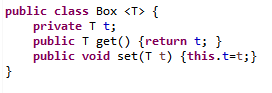 public class Box <T> {
    private T t;
    public T get() {return t; }
    public void set(T t) {this.t=t;}
}